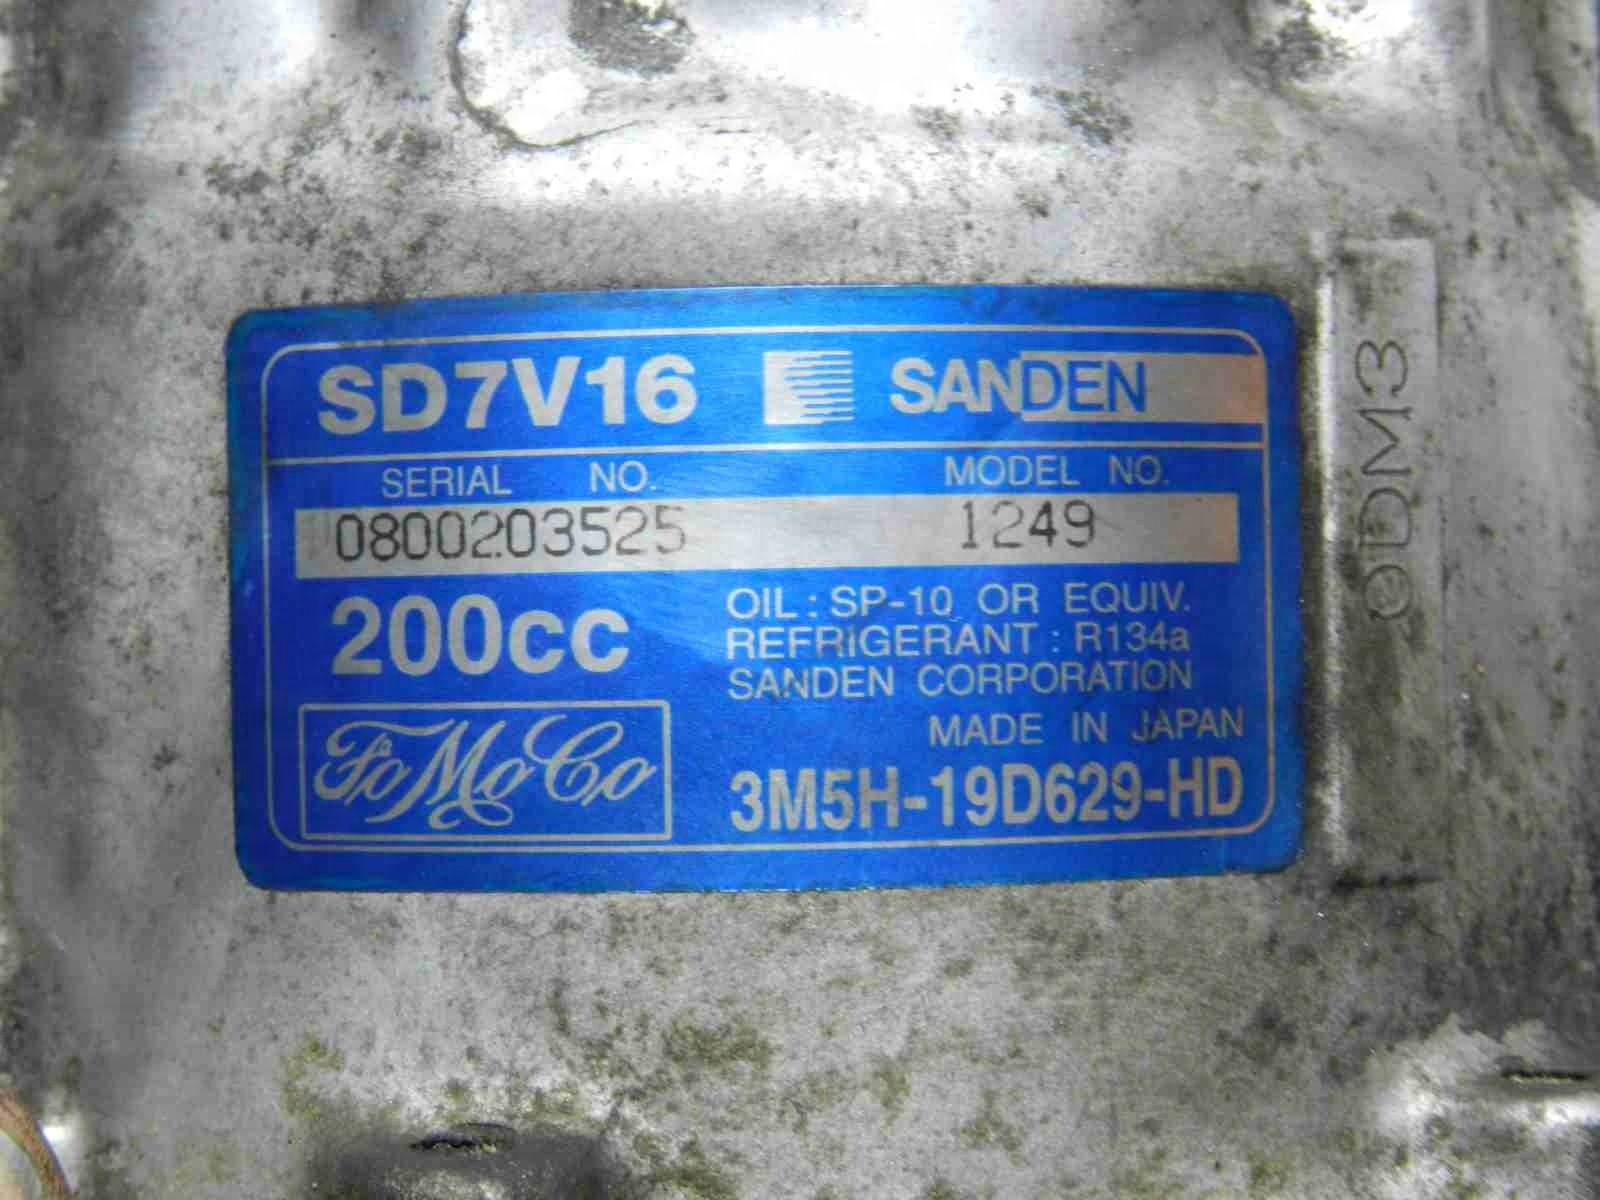 SD7V16 SANDEN
SERIAL NO. MODEL NO.
0800203525 1249
200cc
OIL : SP-10 OR EQUIV.
REFRIGERANT : R134a
SANDEN CORPORATION
MADE IN JAPAN
FoMoCo
3M5H-19D629-HD